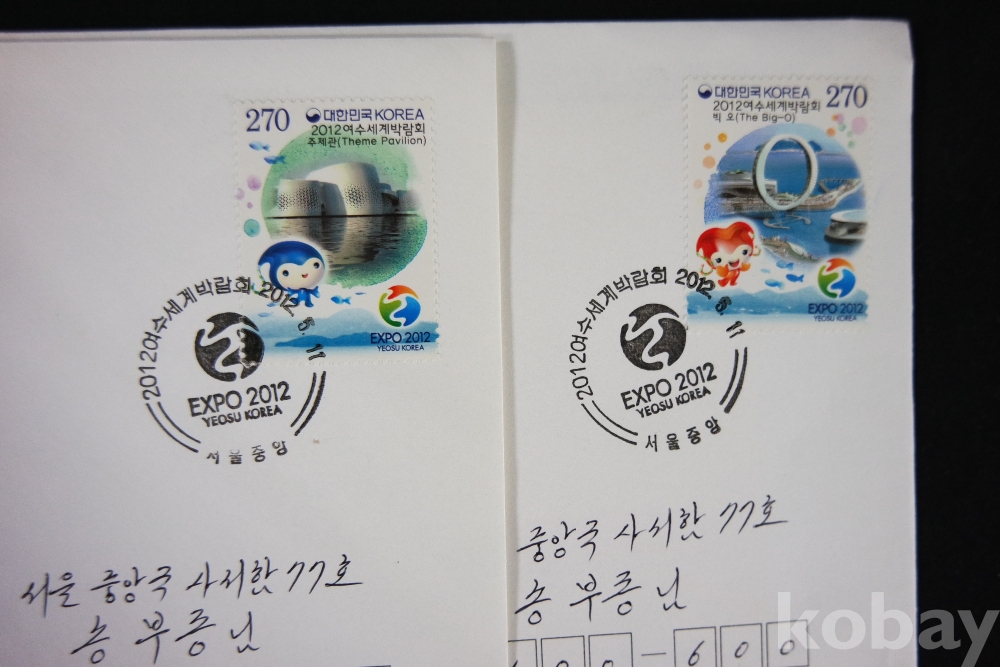 270
대한민국 KOREA
2012여수세계박람회
주제관(Theme Pavilion)
EXPO 2012
YEOSU KOREA
2012여수세계박람회 2012. 5. 11
EXPO 2012
YEOSU KOREA
서울중앙
서울 중앙국 사서함 77호
송 부종 님
대한민국 KOREA 270
2012여수세계박람회
빅 오(The Big-O)
EXPO 2012
YEOSU KOREA
2012여수세계박람회 2012. 5. 11
EXPO 2012
YEOSU KOREA
서울중앙
중앙국 사서함 77호
송 부종 님
00-600
kobay